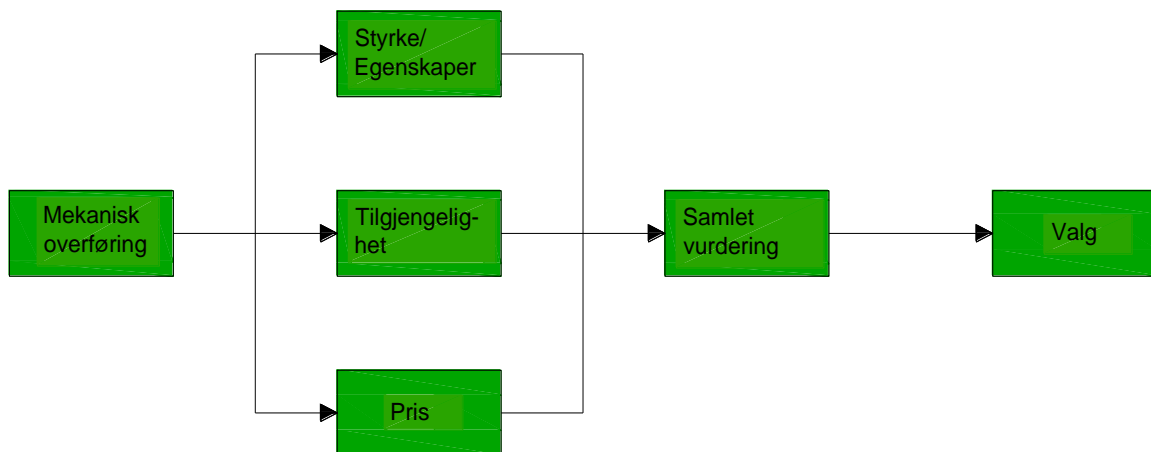 Styrke/
Egenskaper
Mekanisk
overføring
Tilgjengelig-
het
Samlet
vurdering
Valg
Pris